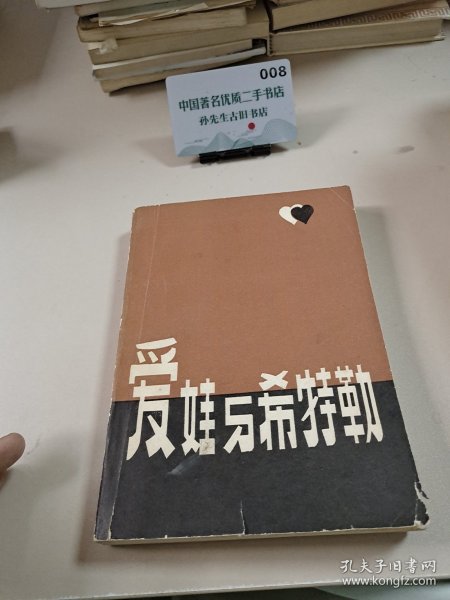 008
中国著名优质二手书店
孙先生古旧书店
爱娃与希特勒
孔夫子旧书网
www.kongfz.com